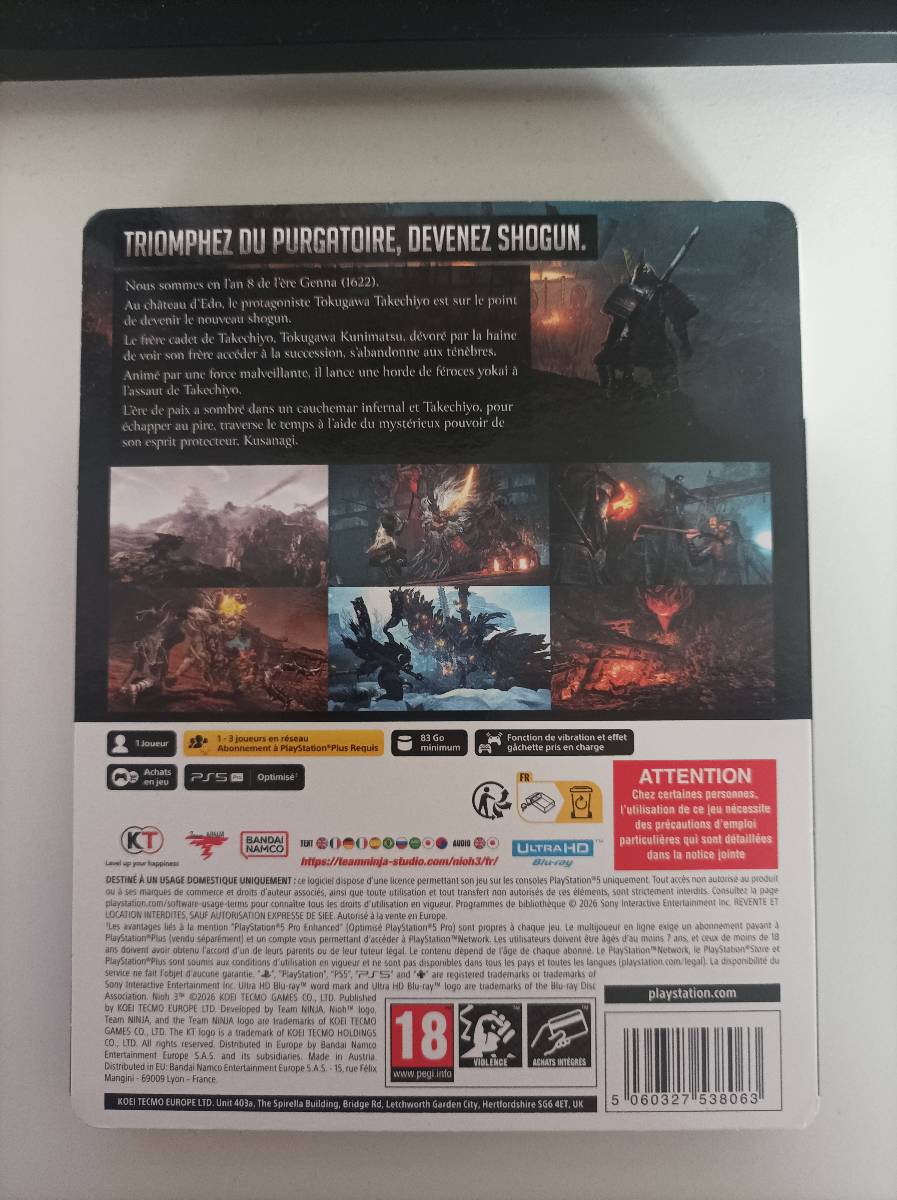 TRIOMPHEZ DU PURGATOIRE, DEVENEZ SHOGUN.
Nous sommes en l'an 8 de l'ère Genna (1622).
Au château d'Edo, le protagoniste Tokugawa Takechiyo est sur le point
de devenir le nouveau shogun.
Le frère cadet de Takechiyo, Tokugawa Kunimatsu, dévoré par la haine
de voir son frère accéder à la succession, s'abandonne aux ténèbres.
Animé par une force malveillante, il lance une horde de féroces yokai à
l'assaut de Takechiyo.
L'ère de paix a sombré dans un cauchemar infernal et Takechiyo, pour
échapper au pire, traverse le temps à l'aide du mystérieux pouvoir de
son esprit protecteur, Kusanagi.
1 Joueur
1 - 3 joueurs en réseau
Abonnement à PlayStation®Plus Requis
83 Go
minimum
Fonction de vibration et effet
gâchette pris en charge
Achats
en jeu
PS5 Pro Optimisé¹
FR
ATTENTION
Chez certaines personnes,
l'utilisation de ce jeu nécessite
des précautions d'emploi
particulières qui sont détaillées
dans la notice jointe
KT
Level up your happiness
Team NINJA
BANDAI
NAMCO
TEXT
AUDIO
https://teamninja-studio.com/nioh3/fr/
ULTRA HD™
Blu-ray™
DESTINÉ À UN USAGE DOMESTIQUE UNIQUEMENT : ce logiciel dispose d'une licence permettant son jeu sur les consoles PlayStation®5 uniquement. Tout accès non autorisé au produit
ou à ses marques de commerce et droits d'auteur associés, ainsi que toute utilisation et tout transfert non autorisés de ces éléments, sont strictement interdits. Consultez la page
playstation.com/software-usage-terms pour connaître tous les droits d'utilisation en vigueur. Programmes de bibliothèque © 2026 Sony Interactive Entertainment Inc. REVENTE ET
LOCATION INTERDITES, SAUF AUTORISATION EXPRESSE DE SIEE. Autorisé à la vente en Europe.
¹Les avantages liés à la mention "PlayStation®5 Pro Enhanced" (Optimisé PlayStation®5 Pro) sont propres à chaque jeu. Le multijoueur en ligne exige un abonnement payant à
PlayStation®Plus (vendu séparément) et un compte vous permettant d'accéder à PlayStation™Network. Les utilisateurs doivent être âgés d'au moins 7 ans, et ceux de moins de 18
ans doivent avoir obtenu l'accord d'un de leurs parents ou de leur tuteur légal. Le contenu dépend de l'âge de chaque abonné. Le PlayStation™Network, le PlayStation™Store et
PlayStation®Plus sont soumis aux conditions d'utilisation en vigueur et ne sont pas disponibles dans tous les pays et toutes les langues (playstation.com/legal). La disponibilité du
service ne fait l'objet d'aucune garantie. "PlayStation", "PS5", "PS5" and are registered trademarks or trademarks of
Sony Interactive Entertainment Inc. Ultra HD Blu-ray™ word mark and Ultra HD Blu-ray™ logo are trademarks of the Blu-ray Disc
Association. Nioh 3™ ©2026 KOEI TECMO GAMES CO., LTD. Published
by KOEI TECMO EUROPE LTD. Developed by Team NINJA. Nioh™ logo,
Team NINJA, and the Team NINJA logo are trademarks of KOEI TECMO
GAMES CO., LTD. The KT logo is a trademark of KOEI TECMO HOLDINGS
CO., LTD. All rights reserved. Distributed in Europe by Bandai Namco
Entertainment Europe S.A.S. and its subsidiaries. Made in Austria.
Distributed in EU: Bandai Namco Entertainment Europe S.A.S. - 15, rue Félix
Mangini - 69009 Lyon - France.
18
www.pegi.info
VIOLENCE
ACHATS INTÉGRÉS
playstation.com
5 060327 538063
KOEI TECMO EUROPE LTD. Unit 403a, The Spirella Building, Bridge Rd, Letchworth Garden City, Hertfordshire SG6 4ET, UK